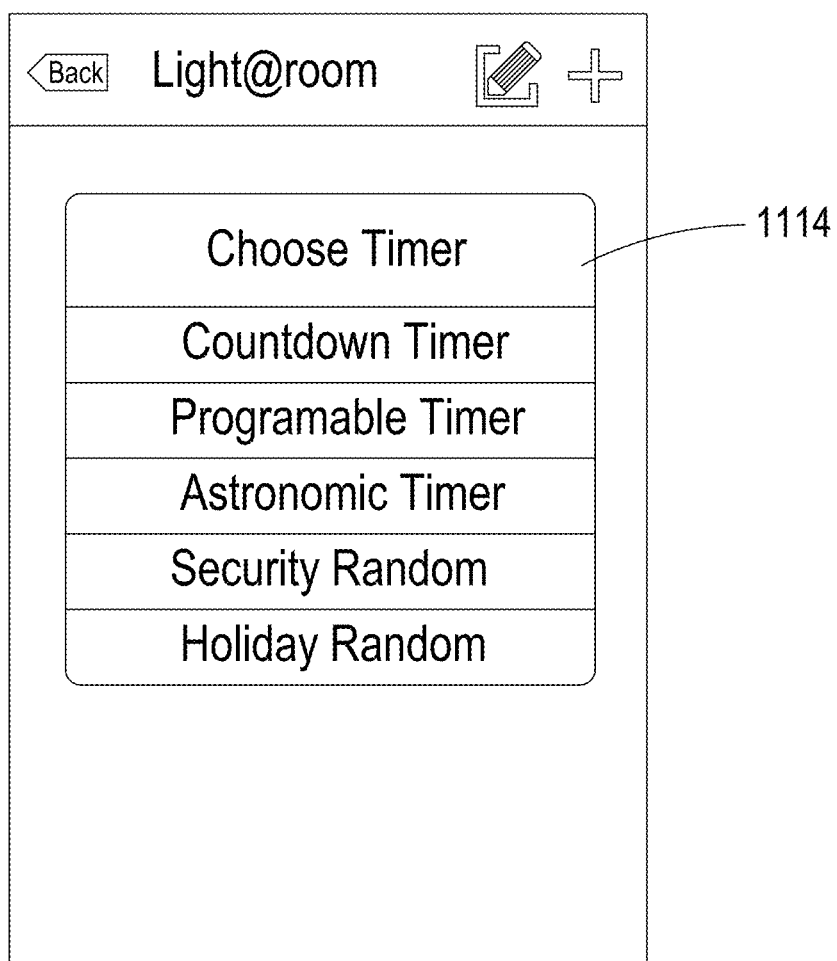 Back Light@room
1114
Choose Timer
Countdown Timer
Programable Timer
Astronomic Timer
Security Random
Holiday Random